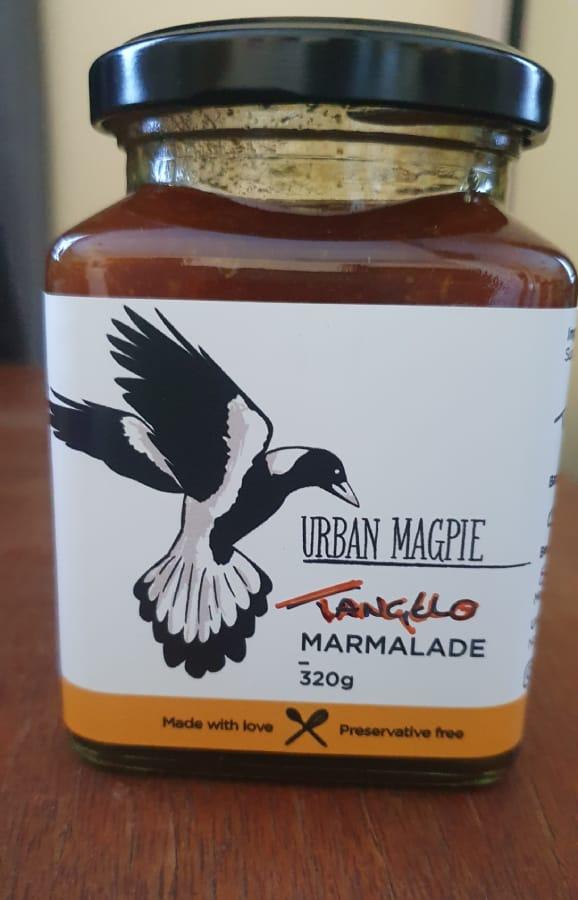 URBAN MAGPIE
TANGELO
MARMALADE
320g
Made with love Preservative free